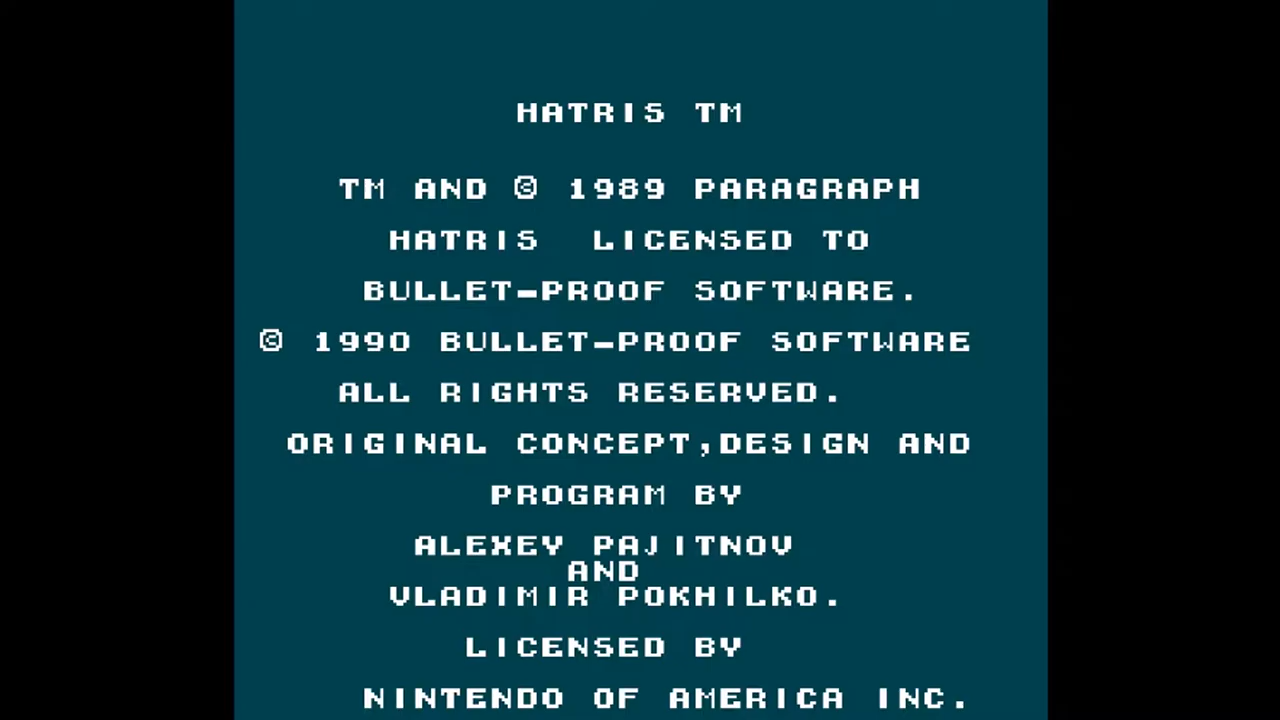 HATRIS TM
TM AND © 1989 PARAGRAPH
HATRIS LICENSED TO
BULLET-PROOF SOFTWARE.
© 1990 BULLET-PROOF SOFTWARE
ALL RIGHTS RESERVED.
ORIGINAL CONCEPT,DESIGN AND
PROGRAM BY
ALEXEY PAJITNOV
AND
VLADIMIR POKHILKO.
LICENSED BY
NINTENDO OF AMERICA INC.